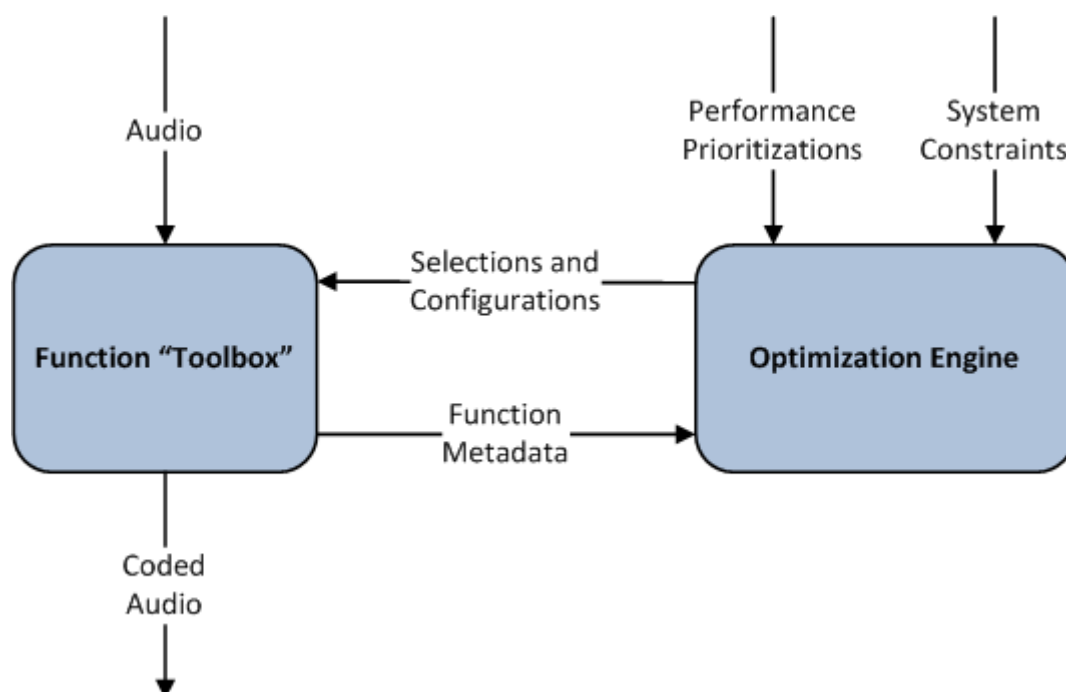 Audio
Performance
Prioritizations
System
Constraints
Selections and
Configurations
Function “Toolbox”
Optimization Engine
Function
Metadata
Coded
Audio